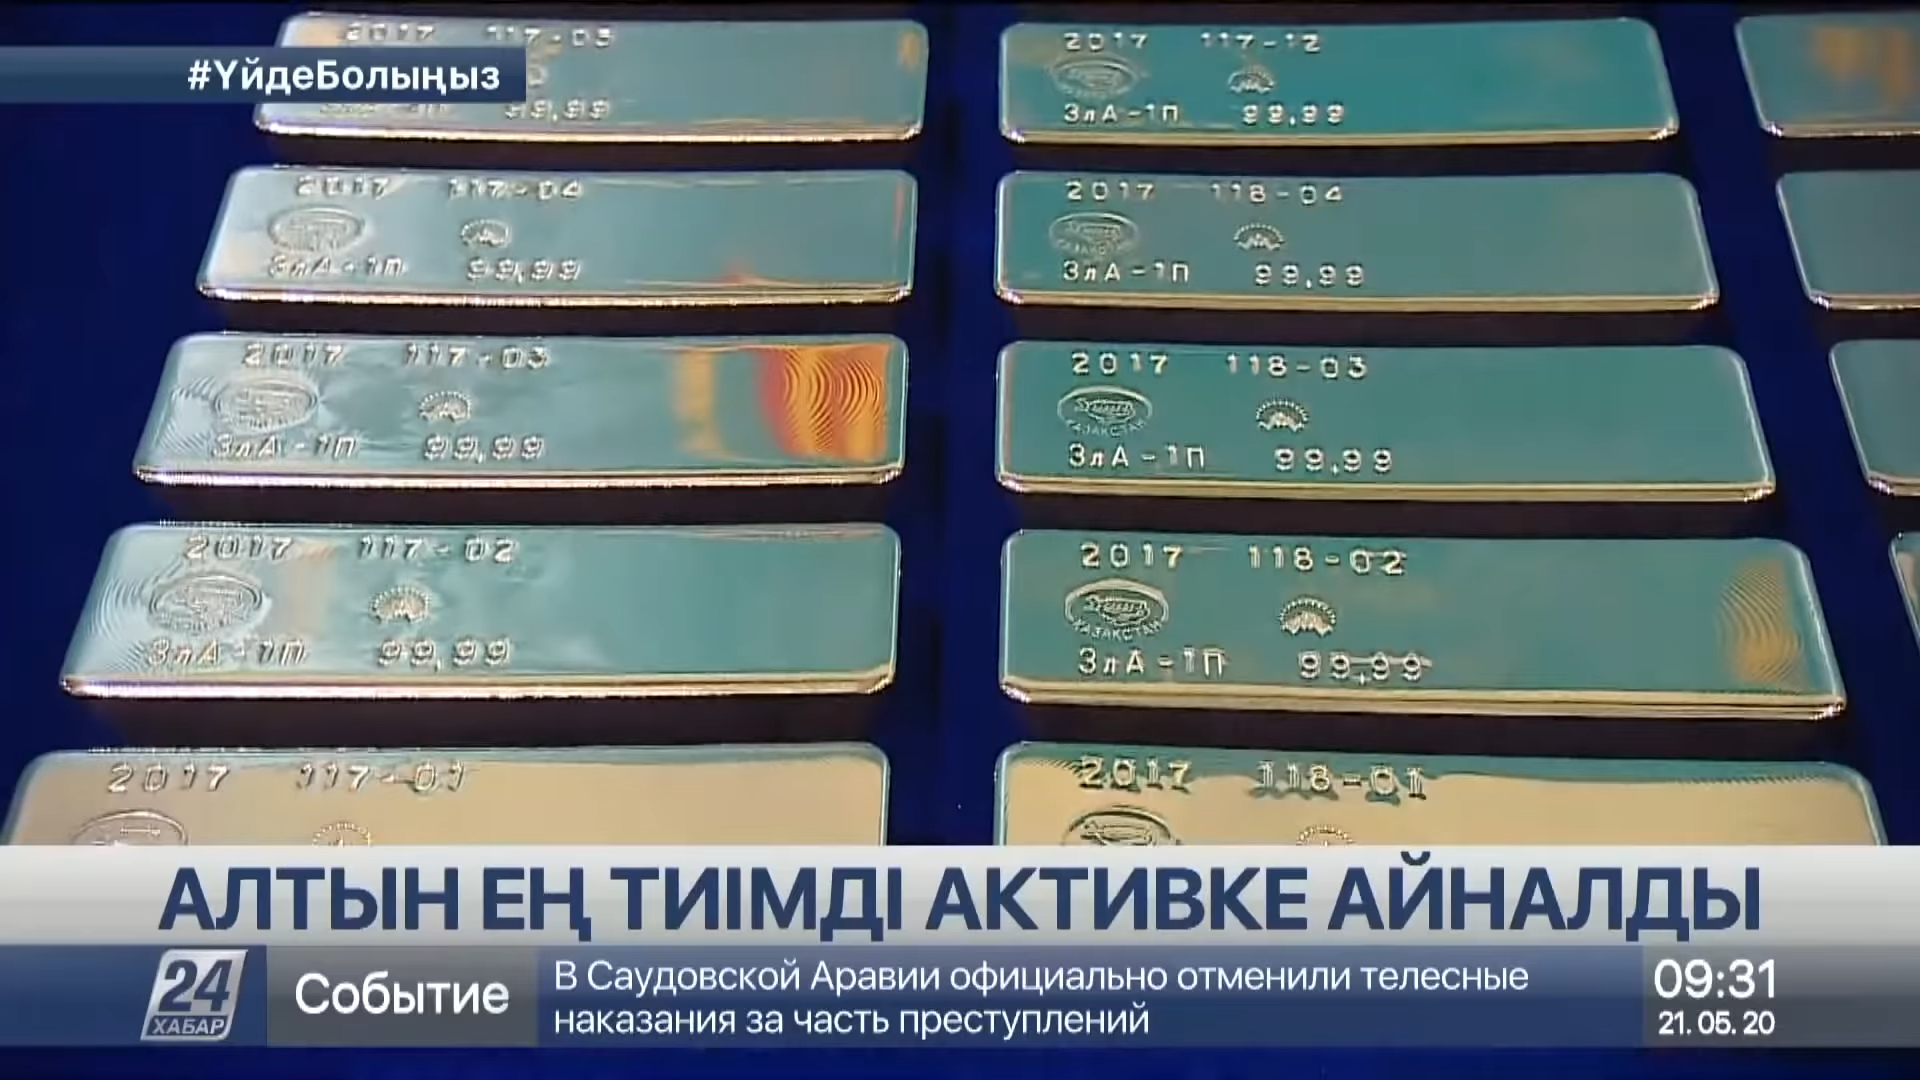 #ҮйдеБолыңыз
2017 117-03
99,99
2017 117-12
ЗлА-1П 99,99
2017 117-04
ЗлА-1П 99,99
2017 118-04
ЗлА-1П 99,99
2017 117-03
ЗлА-1П 99,99
2017 118-03
КАЗАКСТАН
ЗлА-1П 99,99
2017 117-02
ЗлА-1П 99,99
2017 118-02
КАЗАКСТАН
ЗлА-1П 99,99
2017 117-01
2017 118-01
АЛТЫН ЕҢ ТИІМДІ АКТИВКЕ АЙНАЛДЫ
24
ХАБАР
Событие
В Саудовской Аравии официально отменили телесные
наказания за часть преступлений
09:31
21. 05. 20